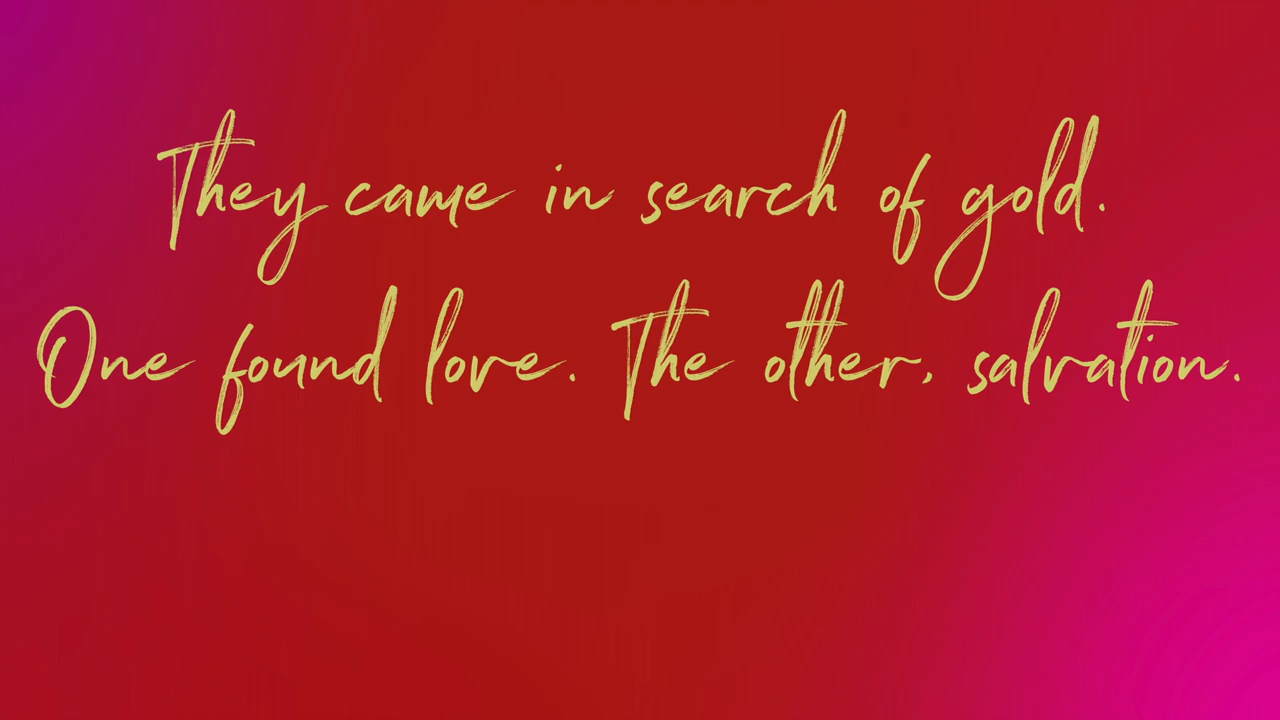 They came in search of gold.
One found love. The other, salvation.